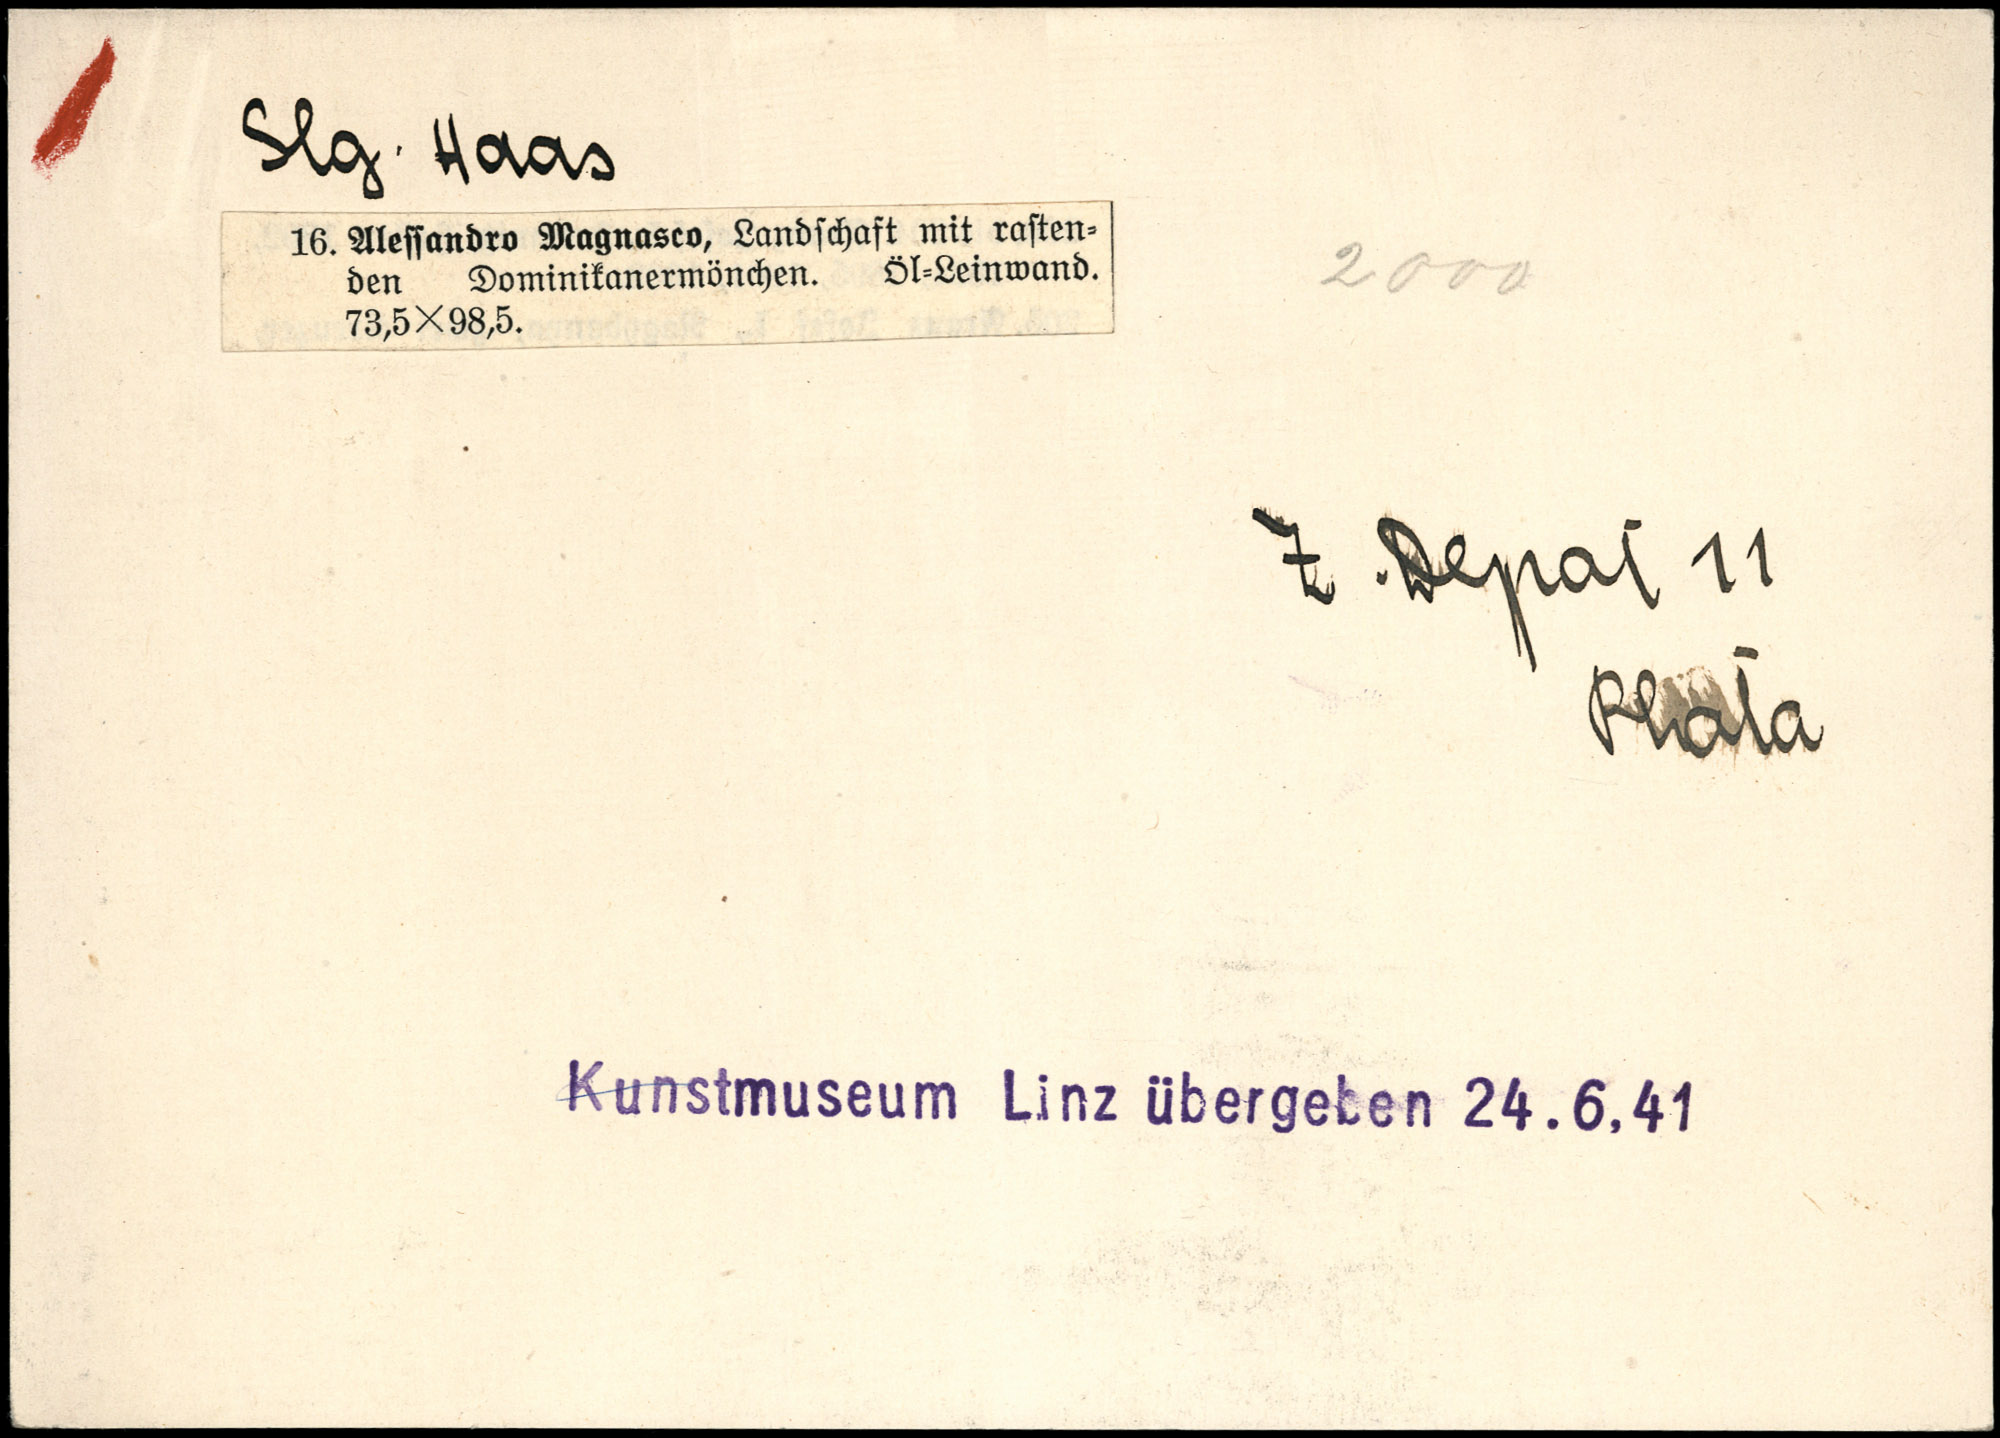 Slg. Haas
16. Alessandro Magnasco, Landschaft mit rasten-
den Dominikanermönchen. Öl-Leinwand.
73,5×98,5.
2000
Z. Depot 11
Photo
Kunstmuseum Linz übergeben 24.6.41